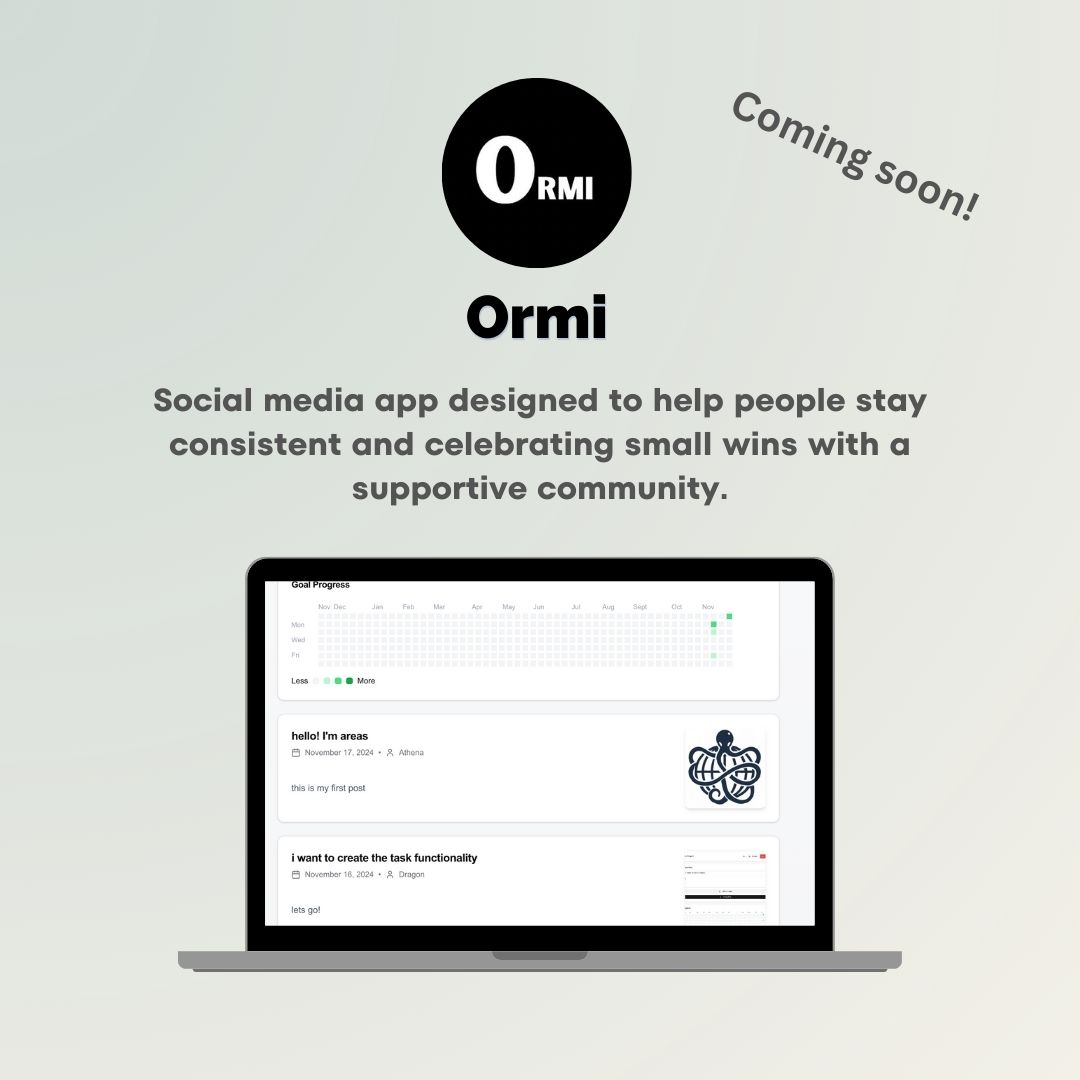 ORMI
Coming soon!
Ormi
Social media app designed to help people stay
consistent and celebrating small wins with a
supportive community.
Goal Progress
Nov Dec Jan Feb Mar Apr May Jun Jul Aug Sept Oct Nov
Mon
Wed
Fri
Less More
hello! I'm areas
November 17, 2024 • Athena
this is my first post
i want to create the task functionality
November 16, 2024 • Dragon
lets go!